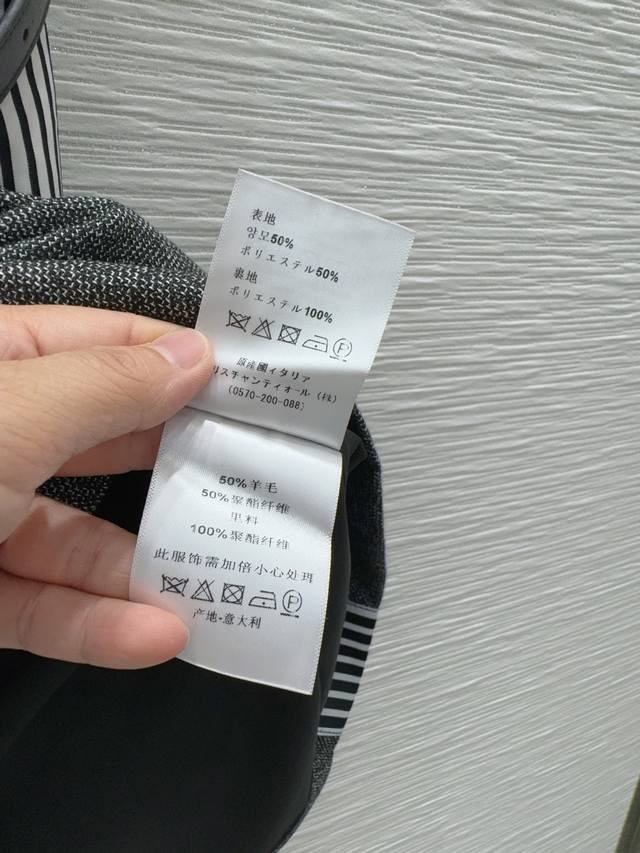 表地
양모50%
ポリエステル50%
裏地
ポリエステル100%
F
原産國イタリア
リスチャンディオール (株)
(0570-200-088)
50%羊毛
50%聚酯纤维
里料
100%聚酯纤维
此服饰需加倍小心处理
P
产地-意大利